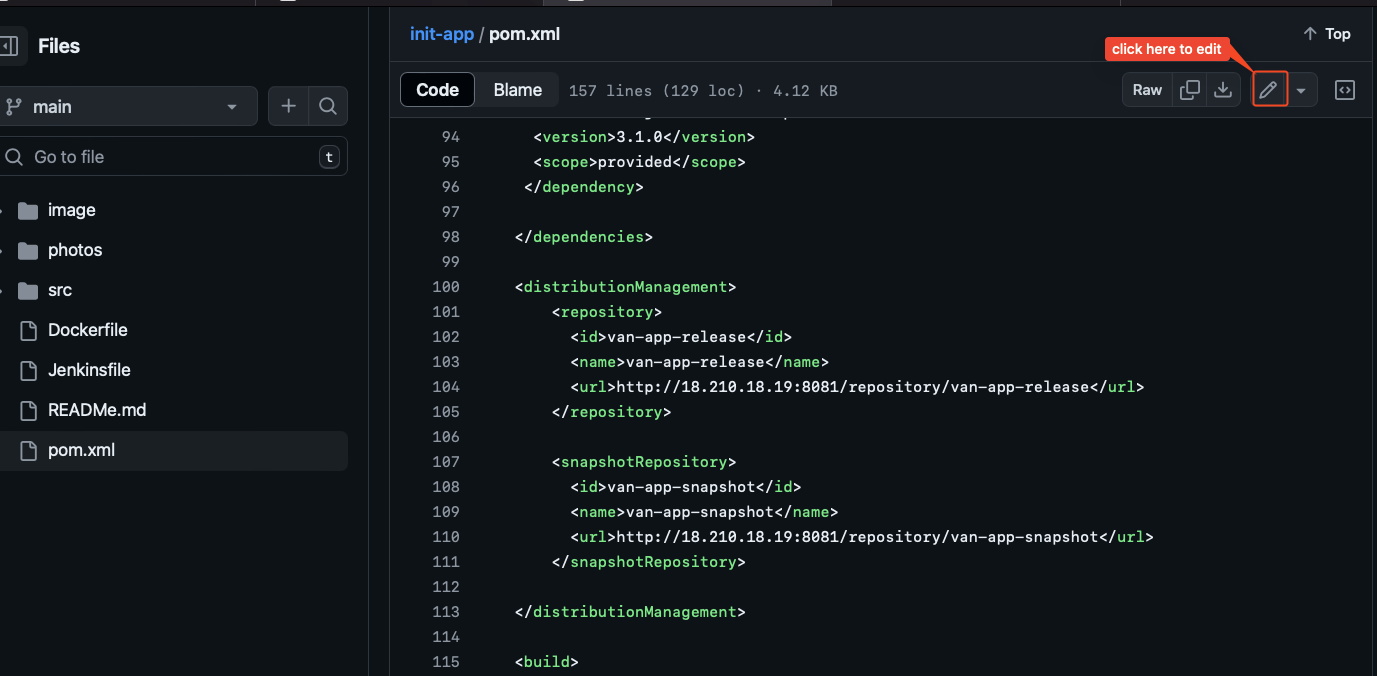 Files
main
Go to file
t
image
photos
src
Dockerfile
Jenkinsfile
READMe.md
pom.xml
init-app / pom.xml
Top
click here to edit
Code Blame 157 lines (129 loc) · 4.12 KB
Raw
94 <version>3.1.0</version>
95 <scope>provided</scope>
96 </dependency>
97
98 </dependencies>
99
100 <distributionManagement>
101 <repository>
102 <id>van-app-release</id>
103 <name>van-app-release</name>
104 <url>http://18.210.18.19:8081/repository/van-app-release</url>
105 </repository>
106
107 <snapshotRepository>
108 <id>van-app-snapshot</id>
109 <name>van-app-snapshot</name>
110 <url>http://18.210.18.19:8081/repository/van-app-snapshot</url>
111 </snapshotRepository>
112
113 </distributionManagement>
114
115 <build>